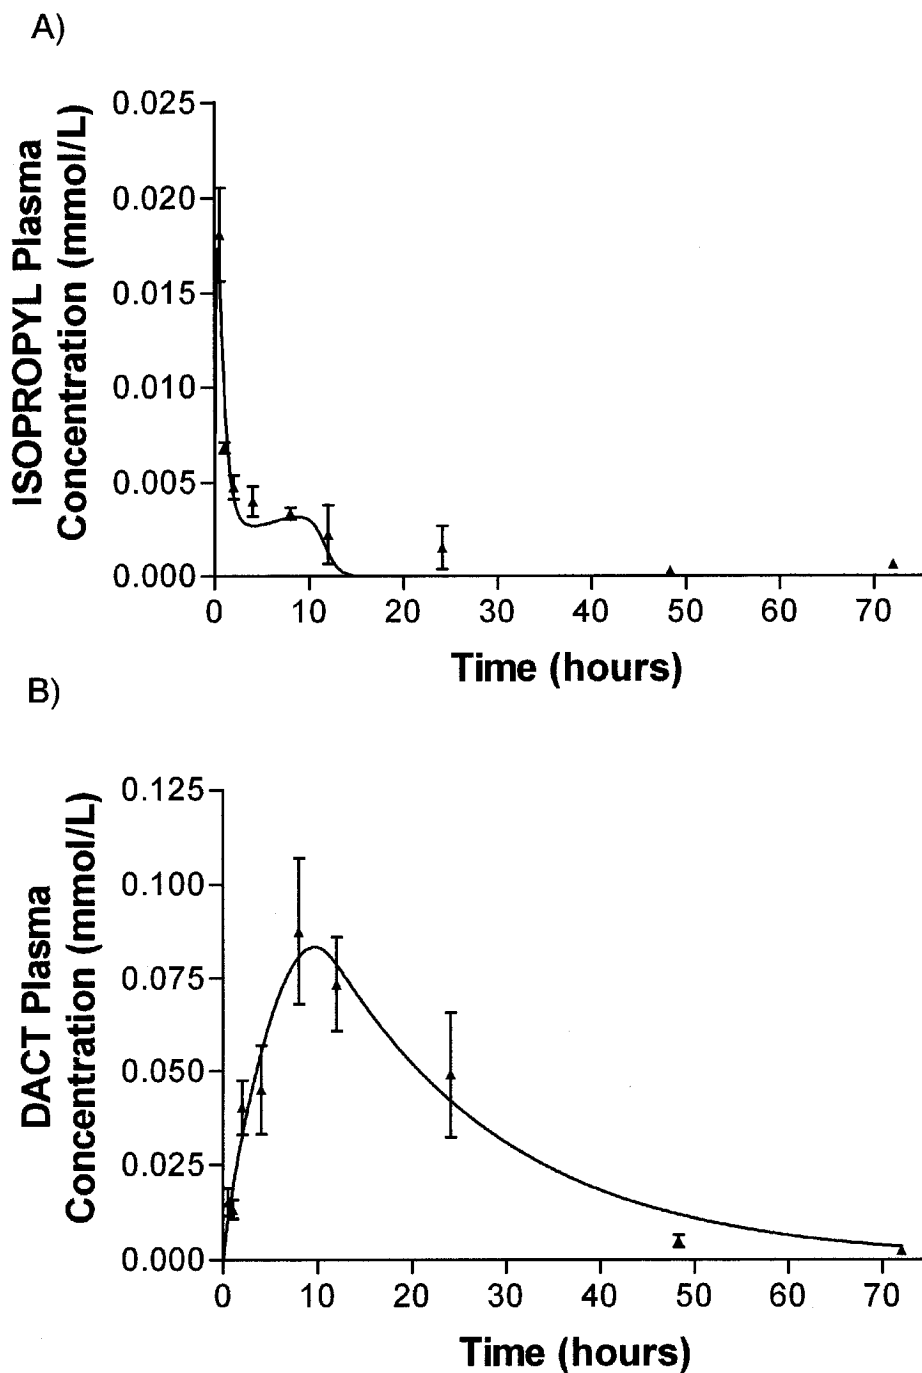 A)
ISOPROPYL Plasma
Concentration (mmol/L)
0.025
0.020
0.015
0.010
0.005
0.000
0 10 20 30 40 50 60 70
Time (hours)
B)
DACT Plasma
Concentration (mmol/L)
0.125
0.100
0.075
0.050
0.025
0.000
0 10 20 30 40 50 60 70
Time (hours)